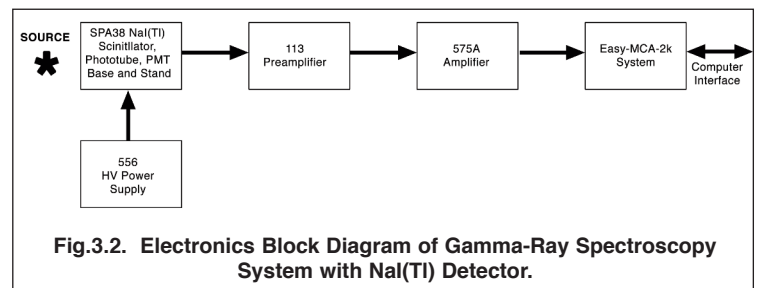 SOURCE
*
SPA38 NaI(Tl)
Scinitllator,
Phototube, PMT
Base and Stand
113
Preamplifier
575A
Amplifier
Easy-MCA-2k
System
Computer
Interface
556
HV Power
Supply
Fig.3.2. Electronics Block Diagram of Gamma-Ray Spectroscopy
System with NaI(Tl) Detector.